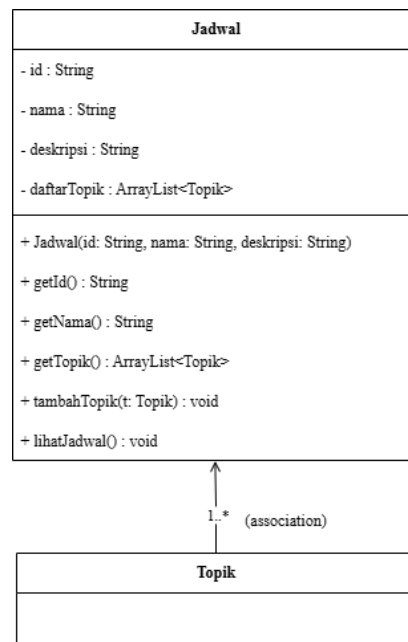 Jadwal
- id : String
- nama : String
- deskripsi : String
- daftarTopik : ArrayList<Topik>
+ Jadwal(id: String, nama: String, deskripsi: String)
+ getId() : String
+ getNama() : String
+ getTopik() : ArrayList<Topik>
+ tambahTopik(t: Topik) : void
+ lihatJadwal() : void
1..* (association)
Topik